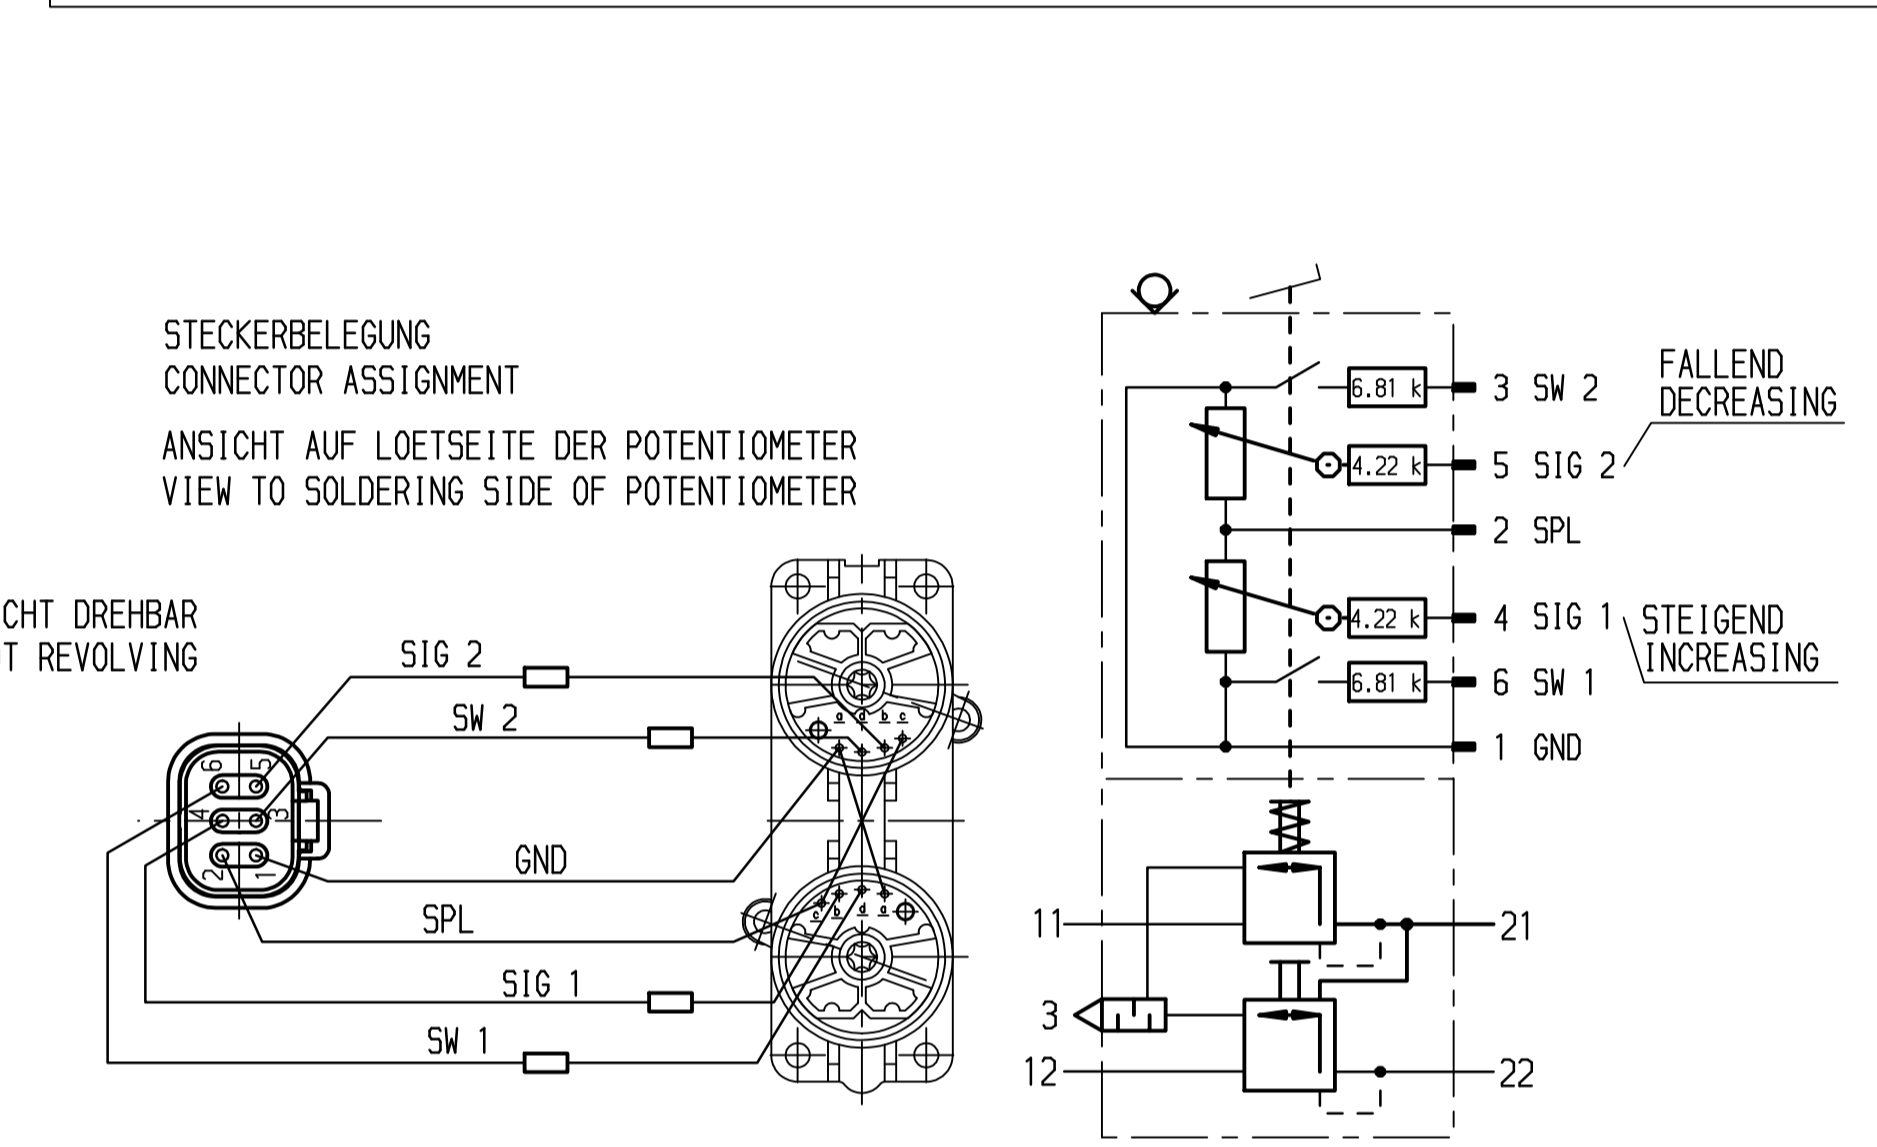 STECKERBELEGUNG
CONNECTOR ASSIGNMENT
ANSICHT AUF LOETSEITE DER POTENTIOMETER
VIEW TO SOLDERING SIDE OF POTENTIOMETER
CHT DREHBAR
T REVOLVING
SIG 2
SW 2
GND
SPL
SIG 1
SW 1
6 5
4 3
2 1
a d b c
c b d a
6.81 k 3 SW 2
FALLEND
DECREASING
4.22 k 5 SIG 2
2 SPL
4.22 k 4 SIG 1
STEIGEND
INCREASING
6.81 k 6 SW 1
1 GND
11 21
3
12 22